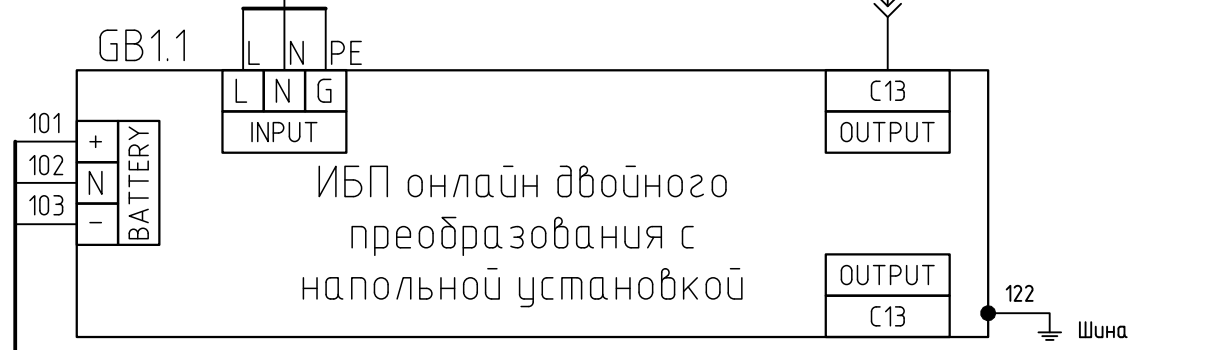 GB1.1
L N PE
L N G
INPUT
C13
OUTPUT
101
102
103
+
N
-
BATTERY
ИБП онлайн двойного
преобразования с
напольной установкой
OUTPUT
C13
122
Шина